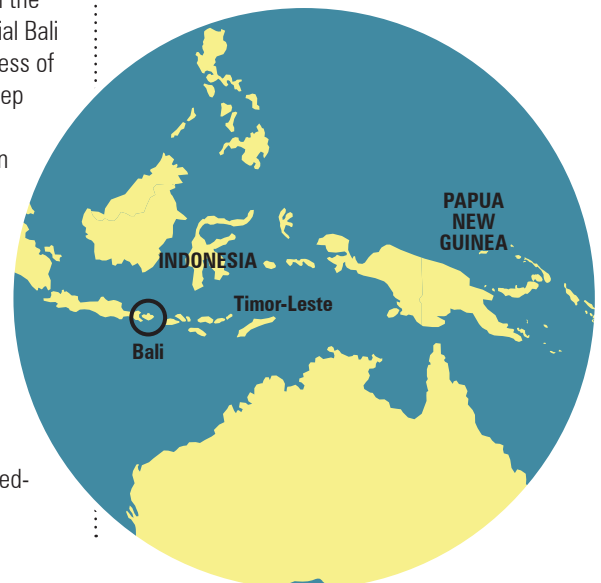 the
ial Bali
ess of
ep
n
ed-
PAPUA
NEW
GUINEA
INDONESIA
Timor-Leste
Bali